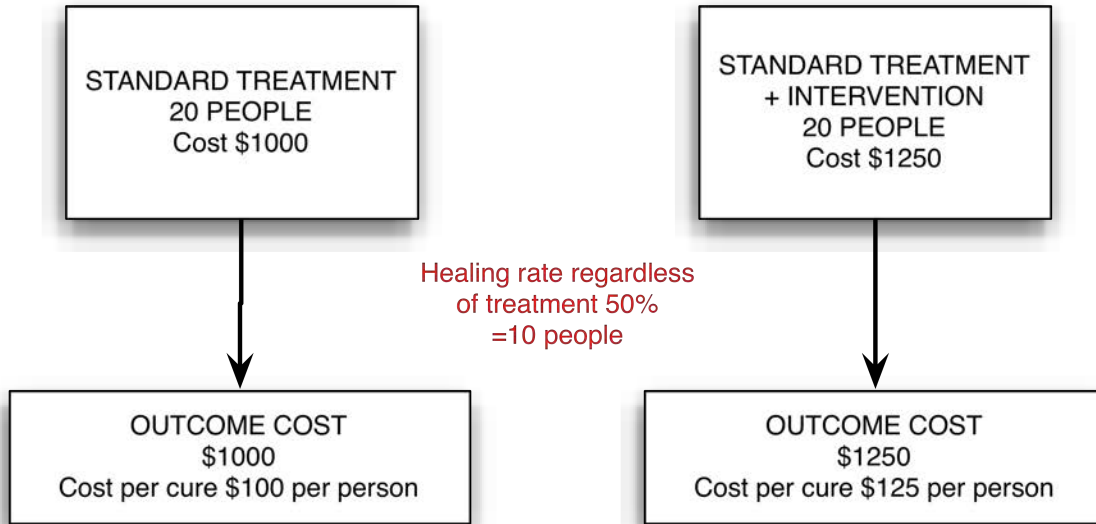 STANDARD TREATMENT
20 PEOPLE
Cost $1000
STANDARD TREATMENT
+ INTERVENTION
20 PEOPLE
Cost $1250
Healing rate regardless
of treatment 50%
=10 people
OUTCOME COST
$1000
Cost per cure $100 per person
OUTCOME COST
$1250
Cost per cure $125 per person